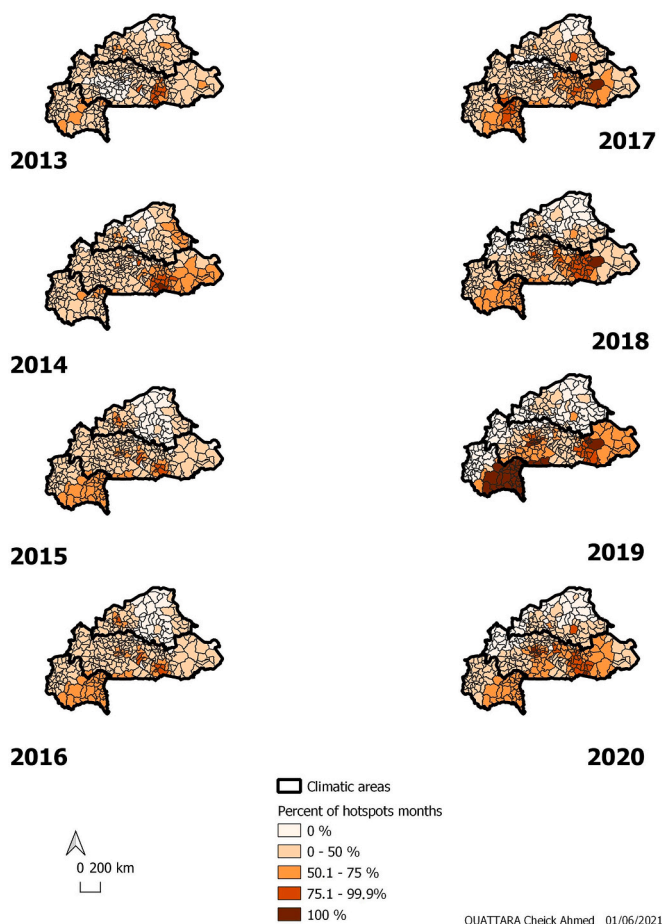 2013
2017
2014
2018
2015
2019
2016
2020
Climatic areas
Percent of hotspots months
0 %
0 - 50 %
50.1 - 75 %
75.1 - 99.9%
100 %
0 200 km
OUATTARA Cheick Ahmed 01/06/2021